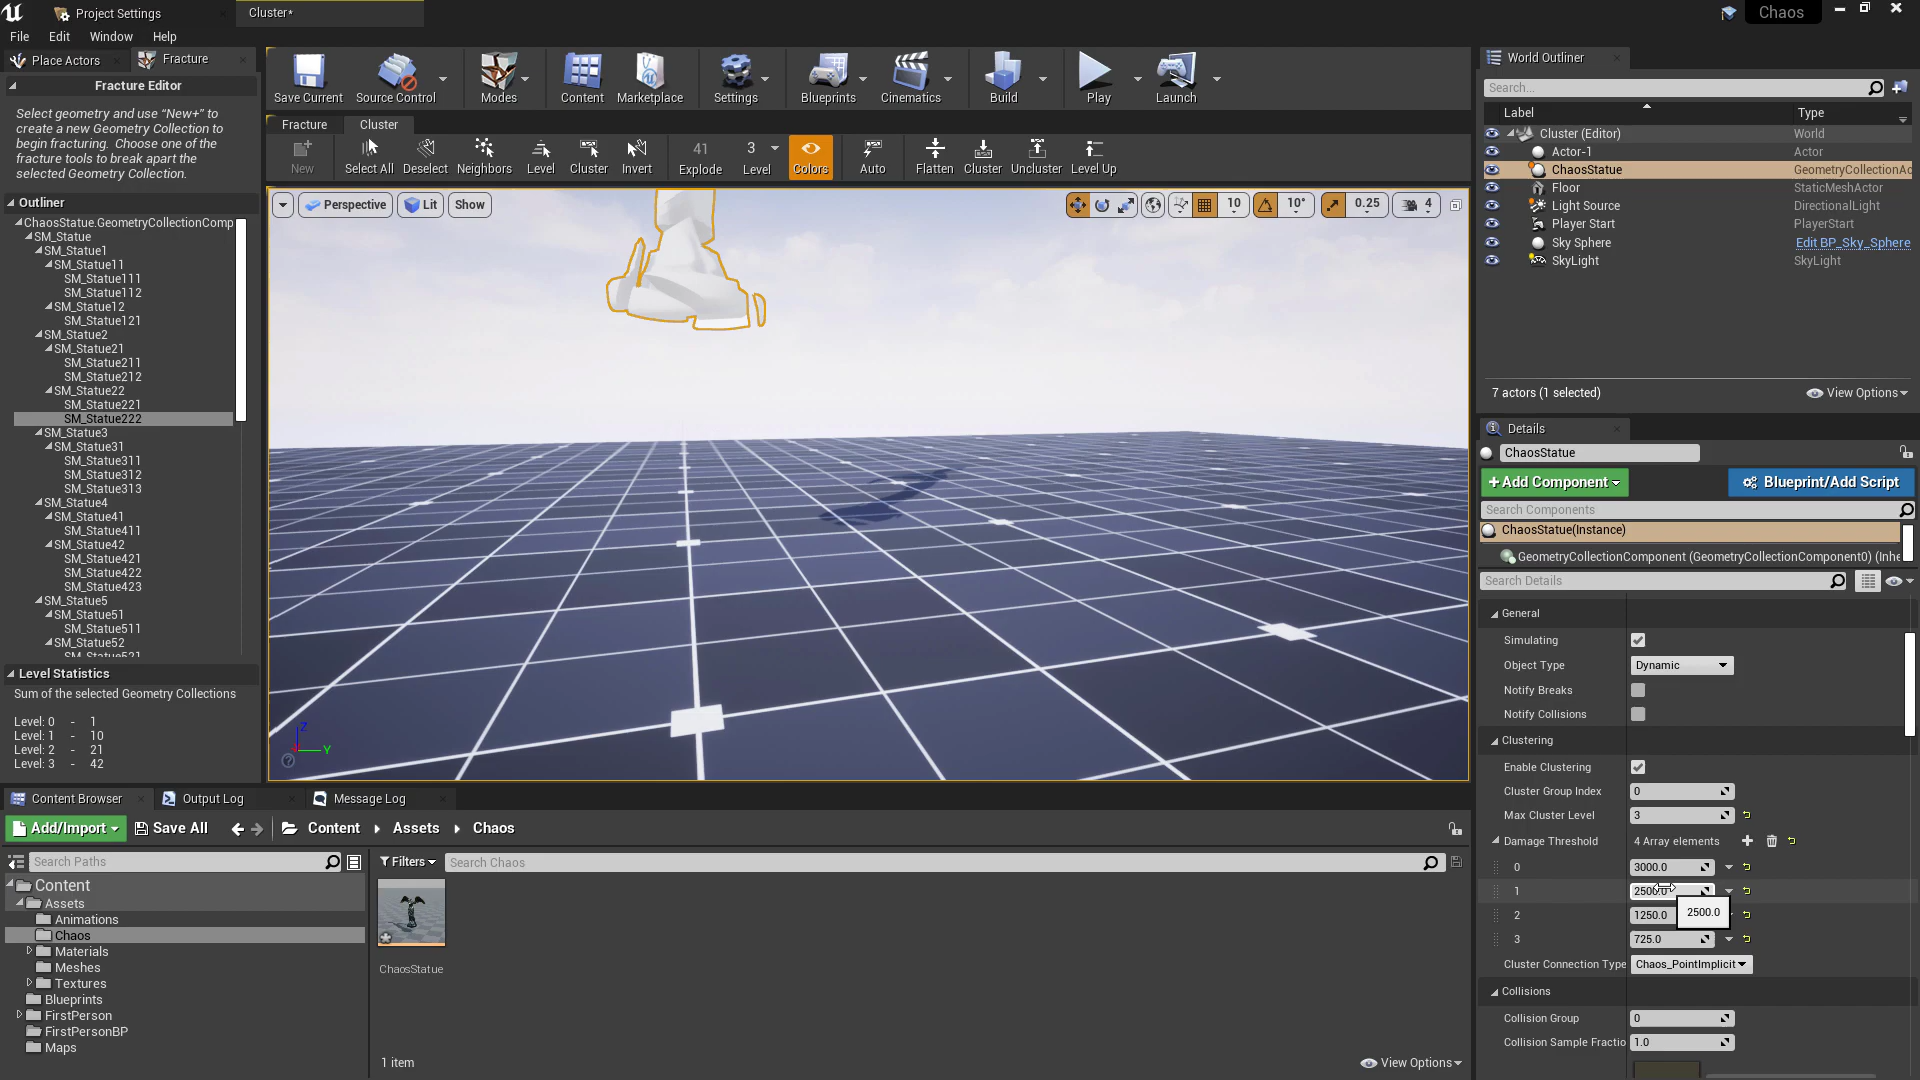 Project Settings
Cluster*
Chaos
File Edit Window Help
Place Actors
Fracture
Fracture Editor
Select geometry and use “New+” to
create a new Geometry Collection to
begin fracturing. Choose one of the
fracture tools to break apart the
selected Geometry Collection.
Outliner
ChaosStatue.GeometryCollectionComp
SM_Statue
SM_Statue1
SM_Statue11
SM_Statue111
SM_Statue112
SM_Statue12
SM_Statue121
SM_Statue2
SM_Statue21
SM_Statue211
SM_Statue212
SM_Statue22
SM_Statue221
SM_Statue222
SM_Statue3
SM_Statue31
SM_Statue311
SM_Statue312
SM_Statue313
SM_Statue4
SM_Statue41
SM_Statue411
SM_Statue42
SM_Statue421
SM_Statue422
SM_Statue423
SM_Statue5
SM_Statue51
SM_Statue511
SM_Statue52
SM_Statue521
Level Statistics
Sum of the selected Geometry Collections
Level: 0 - 1
Level: 1 - 10
Level: 2 - 21
Level: 3 - 42
Save Current
Source Control
Modes
Content
Marketplace
Settings
Blueprints
Cinematics
Build
Play
Launch
Fracture
Cluster
New
Select All
Deselect
Neighbors
Level
Cluster
Invert
41
Explode
3
Level
Colors
Auto
Flatten
Cluster
Uncluster
Level Up
Perspective
Lit
Show
10
10°
0.25
4
Z
Y
World Outliner
Search...
Label
Type
Cluster (Editor) World
Actor-1 Actor
ChaosStatue GeometryCollectionAc
Floor StaticMeshActor
Light Source DirectionalLight
Player Start PlayerStart
Sky Sphere Edit BP_Sky_Sphere
SkyLight SkyLight
7 actors (1 selected)
View Options
Details
ChaosStatue
+Add Component
Blueprint/Add Script
Search Components
ChaosStatue(Instance)
GeometryCollectionComponent (GeometryCollectionComponent0) (Inhe
Search Details
General
Simulating
Object Type Dynamic
Notify Breaks
Notify Collisions
Clustering
Enable Clustering
Cluster Group Index 0
Max Cluster Level 3
Damage Threshold 4 Array elements
0 3000.0
1 2500.0
2500.0
2 1250.0
3 725.0
Cluster Connection Type Chaos_PointImplicit
Collisions
Collision Group 0
Collision Sample Fractio 1.0
Content Browser
Output Log
Message Log
Add/Import
Save All
Content
Assets
Chaos
Search Paths
Filters
Search Chaos
Content
Assets
Animations
Chaos
Materials
Meshes
Textures
Blueprints
FirstPerson
FirstPersonBP
Maps
ChaosStatue
1 item
View Options